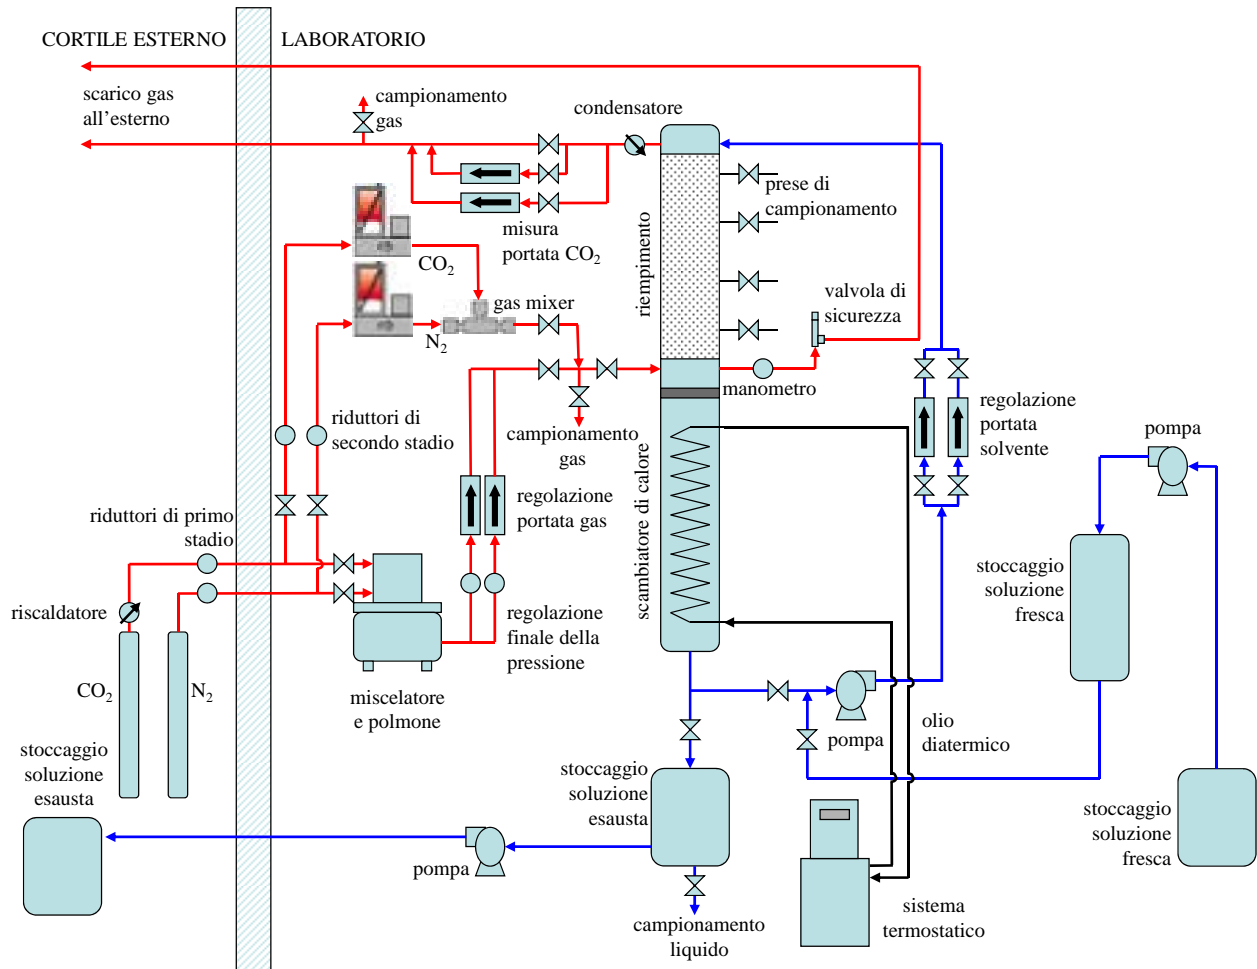 CORTILE ESTERNO
LABORATORIO
scarico gas
all'esterno
campionamento
gas
condensatore
prese di
campionamento
misura
portata CO2
riempimento
CO2
N2
gas mixer
valvola di
sicurezza
manometro
riduttori di
secondo stadio
campionamento
gas
regolazione
portata
solvente
pompa
riduttori di primo
stadio
regolazione
portata gas
scambiatore di calore
stoccaggio
soluzione
fresca
riscaldatore
regolazione
finale della
pressione
CO2
N2
miscelatore
e polmone
pompa
olio
diatermico
stoccaggio
soluzione
esausta
stoccaggio
soluzione
esausta
stoccaggio
soluzione
fresca
pompa
campionamento
liquido
sistema
termostatico